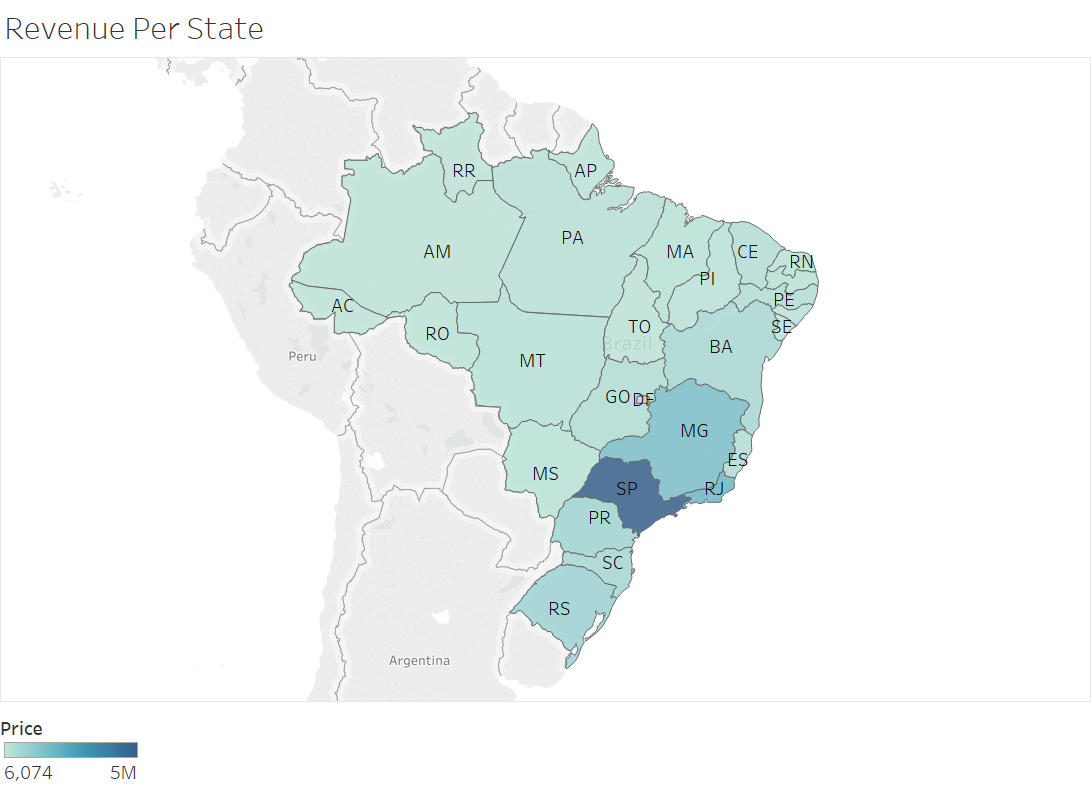 Revenue Per State
RR
AP
PA
AM
MA
CE
RN
PI
PE
AC
TO
SE
RO
Brazil
BA
Peru
MT
GO
DF
MG
ES
MS
SP
RJ
PR
SC
RS
Argentina
Price
6,074 5M